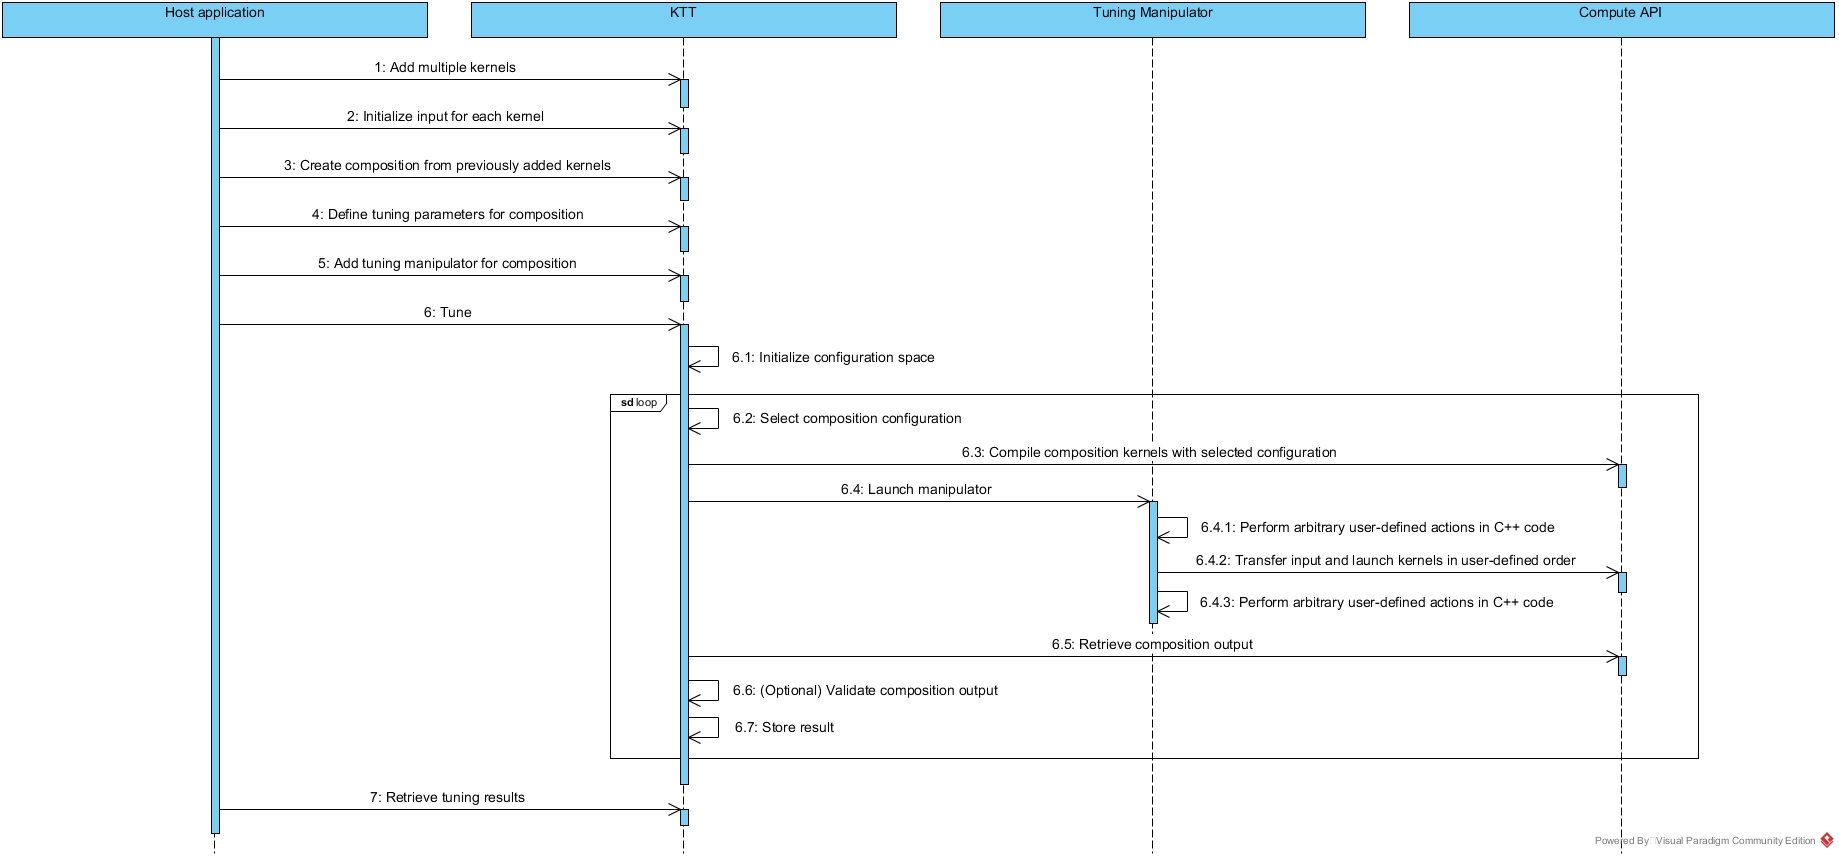 Host application
KTT
Tuning Manipulator
Compute API
1: Add multiple kernels
2: Initialize input for each kernel
3: Create composition from previously added kernels
4: Define tuning parameters for composition
5: Add tuning manipulator for composition
6: Tune
6.1: Initialize configuration space
sd loop
6.2: Select composition configuration
6.3: Compile composition kernels with selected configuration
6.4: Launch manipulator
6.4.1: Perform arbitrary user-defined actions in C++ code
6.4.2: Transfer input and launch kernels in user-defined order
6.4.3: Perform arbitrary user-defined actions in C++ code
6.5: Retrieve composition output
6.6: (Optional) Validate composition output
6.7: Store result
7: Retrieve tuning results
Powered By Visual Paradigm Community Edition